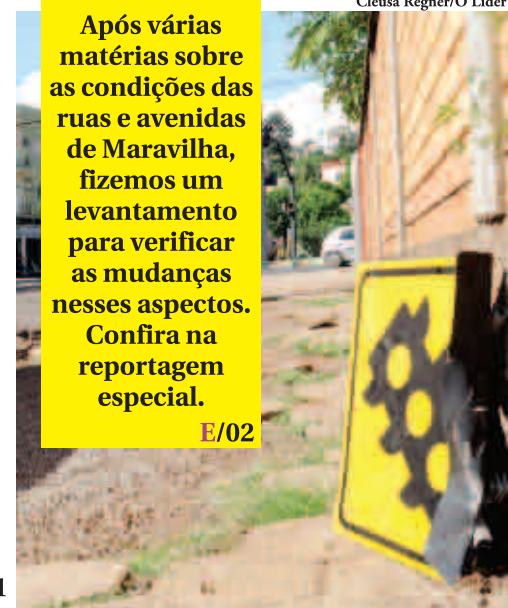 Cleusa Regner/O Líder
Após várias
matérias sobre
as condições das
ruas e avenidas
de Maravilha,
fizemos um
levantamento
para verificar
as mudanças
nesses aspectos.
Confira na
reportagem
especial.
E/02